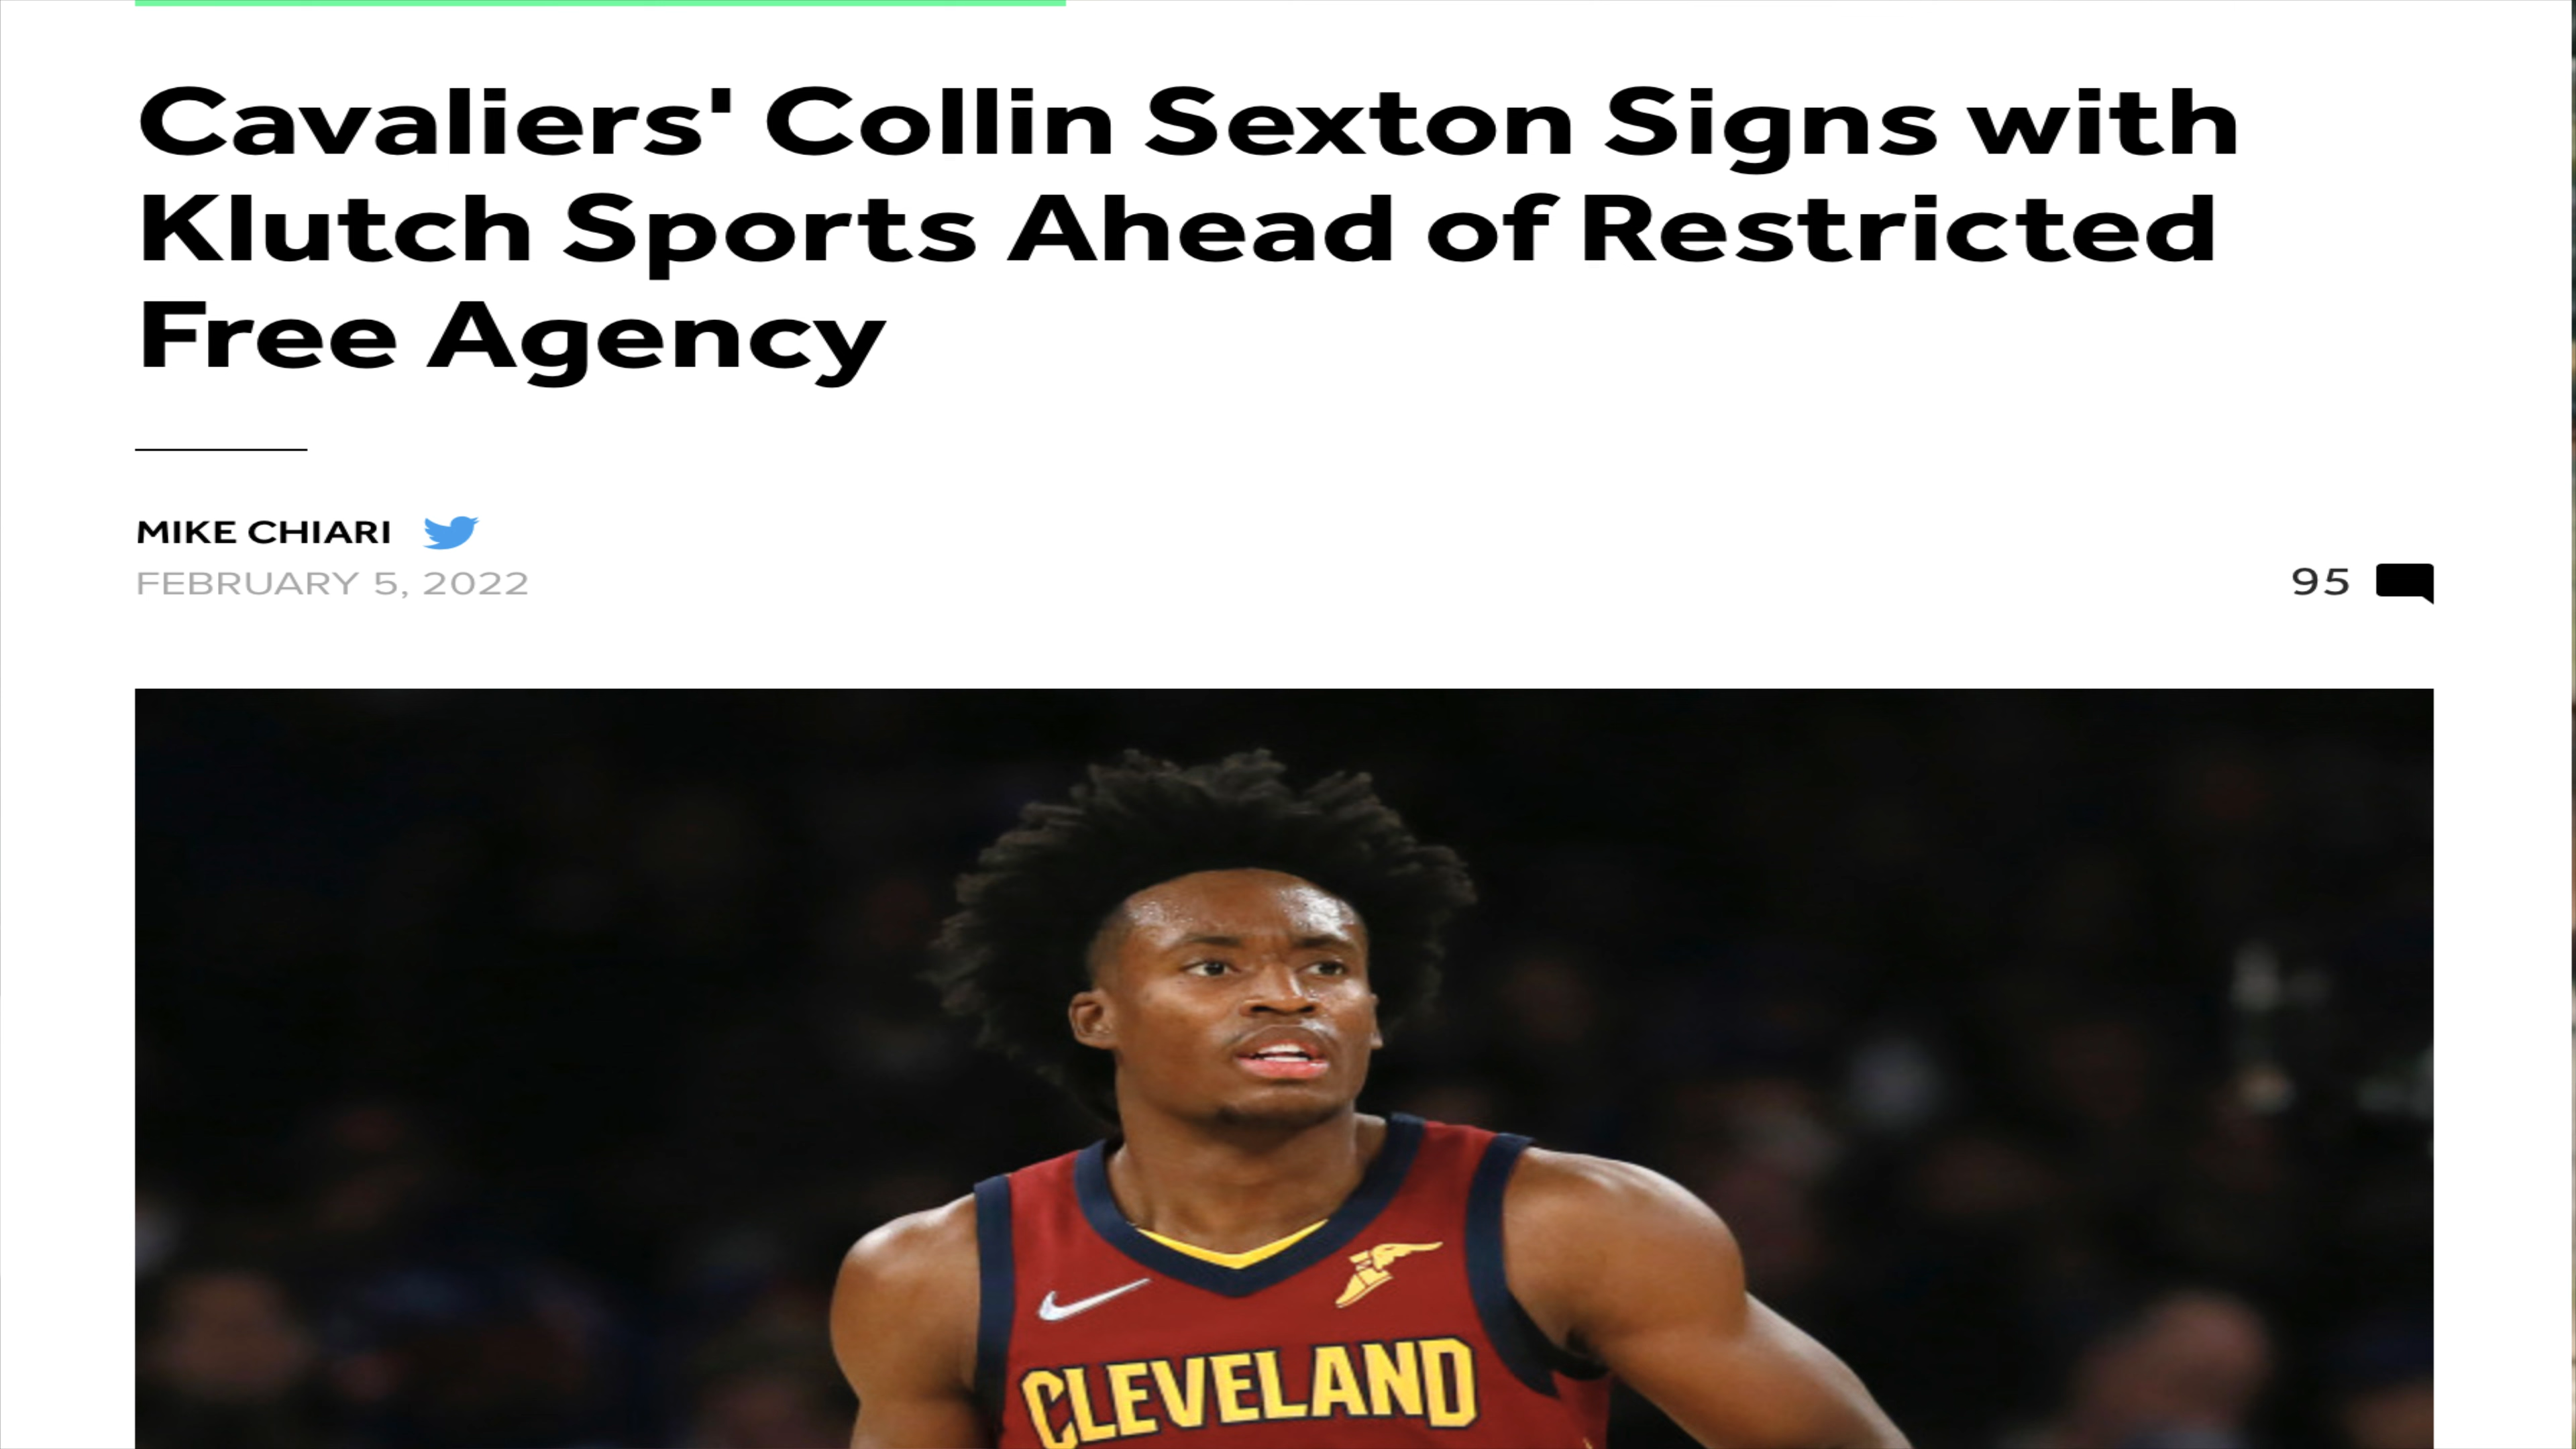 Cavaliers' Collin Sexton Signs with
Klutch Sports Ahead of Restricted
Free Agency
MIKE CHIARI
FEBRUARY 5, 2022
95
CLEVELAND